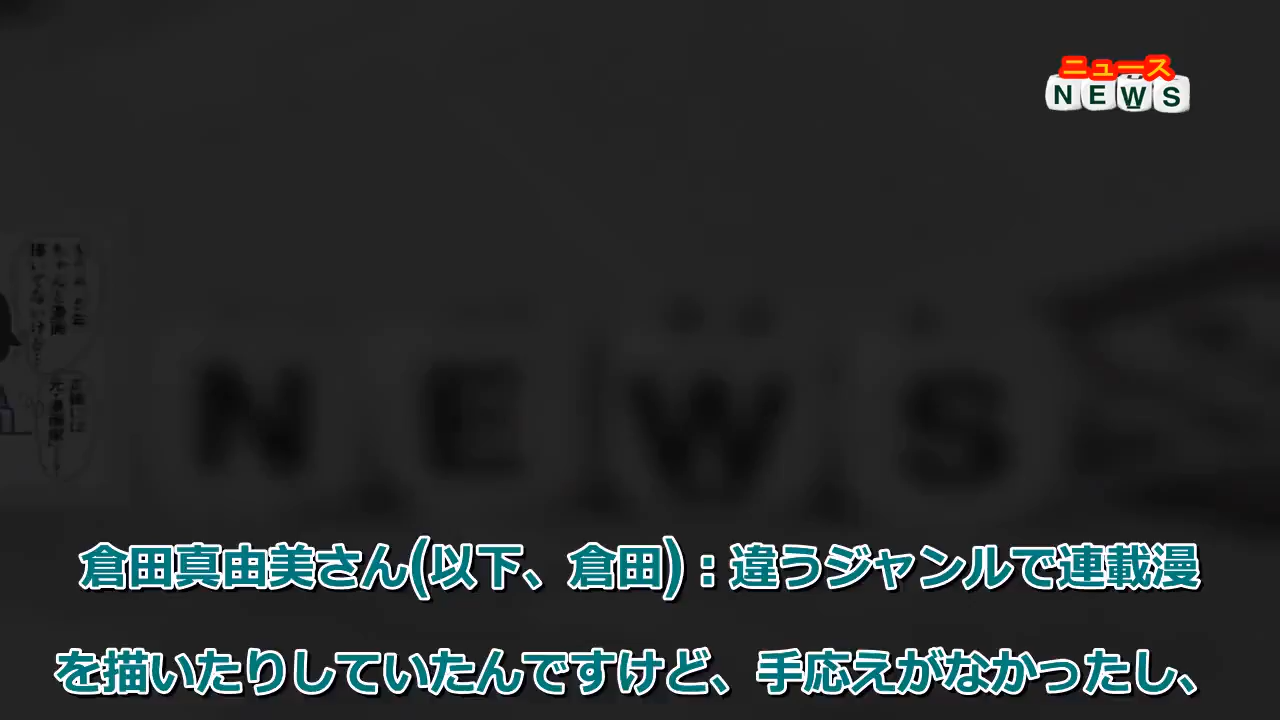 ニュース
NEWS
NEWS
倉田真由美さん(以下、倉田)：違うジャンルで連載漫
を描いたりしていたんですけど、手応えがなかったし、